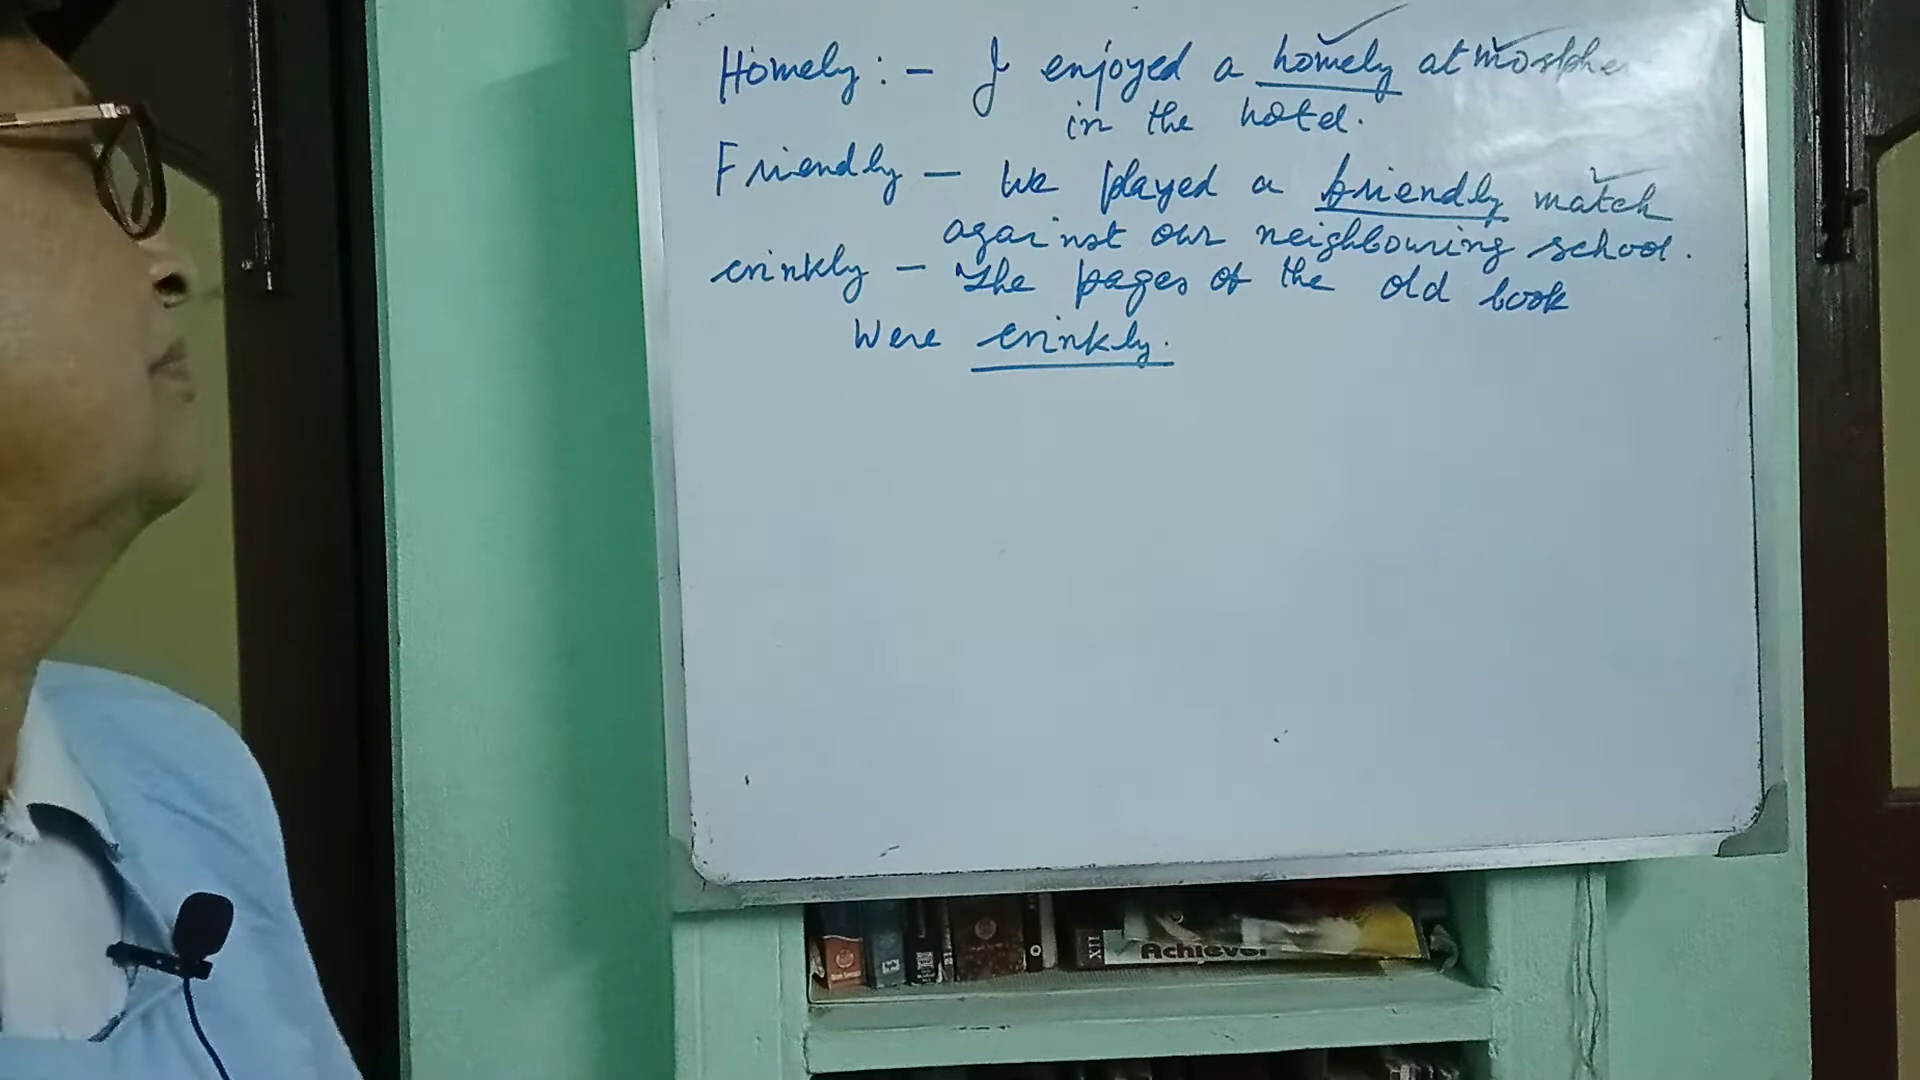 Homely :- I enjoyed a homely atmosphe
in the hotel.
Friendly - We played a friendly match
against our neighbouring school.
crinkly - The pages of the old book
were crinkly.
XII Achiever